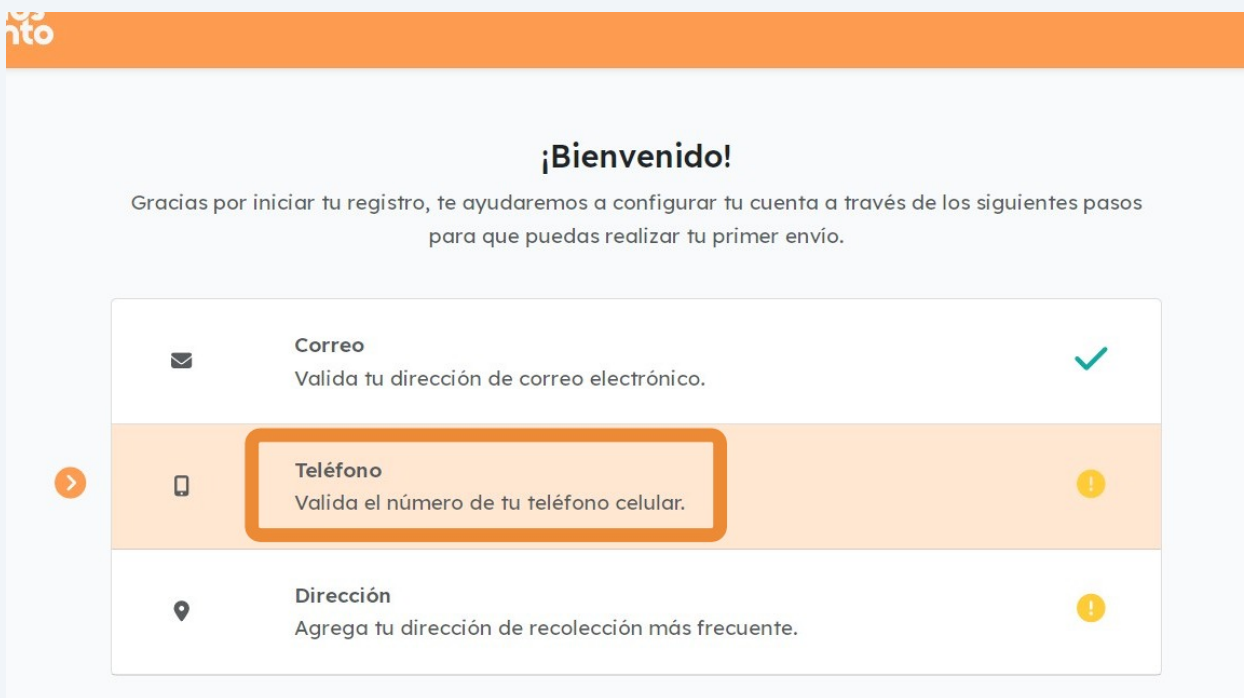 nto
¡Bienvenido!
Gracias por iniciar tu registro, te ayudaremos a configurar tu cuenta a través de los siguientes pasos
para que puedas realizar tu primer envío.
Correo
Valida tu dirección de correo electrónico.
Teléfono
Valida el número de tu teléfono celular.
Dirección
Agrega tu dirección de recolección más frecuente.